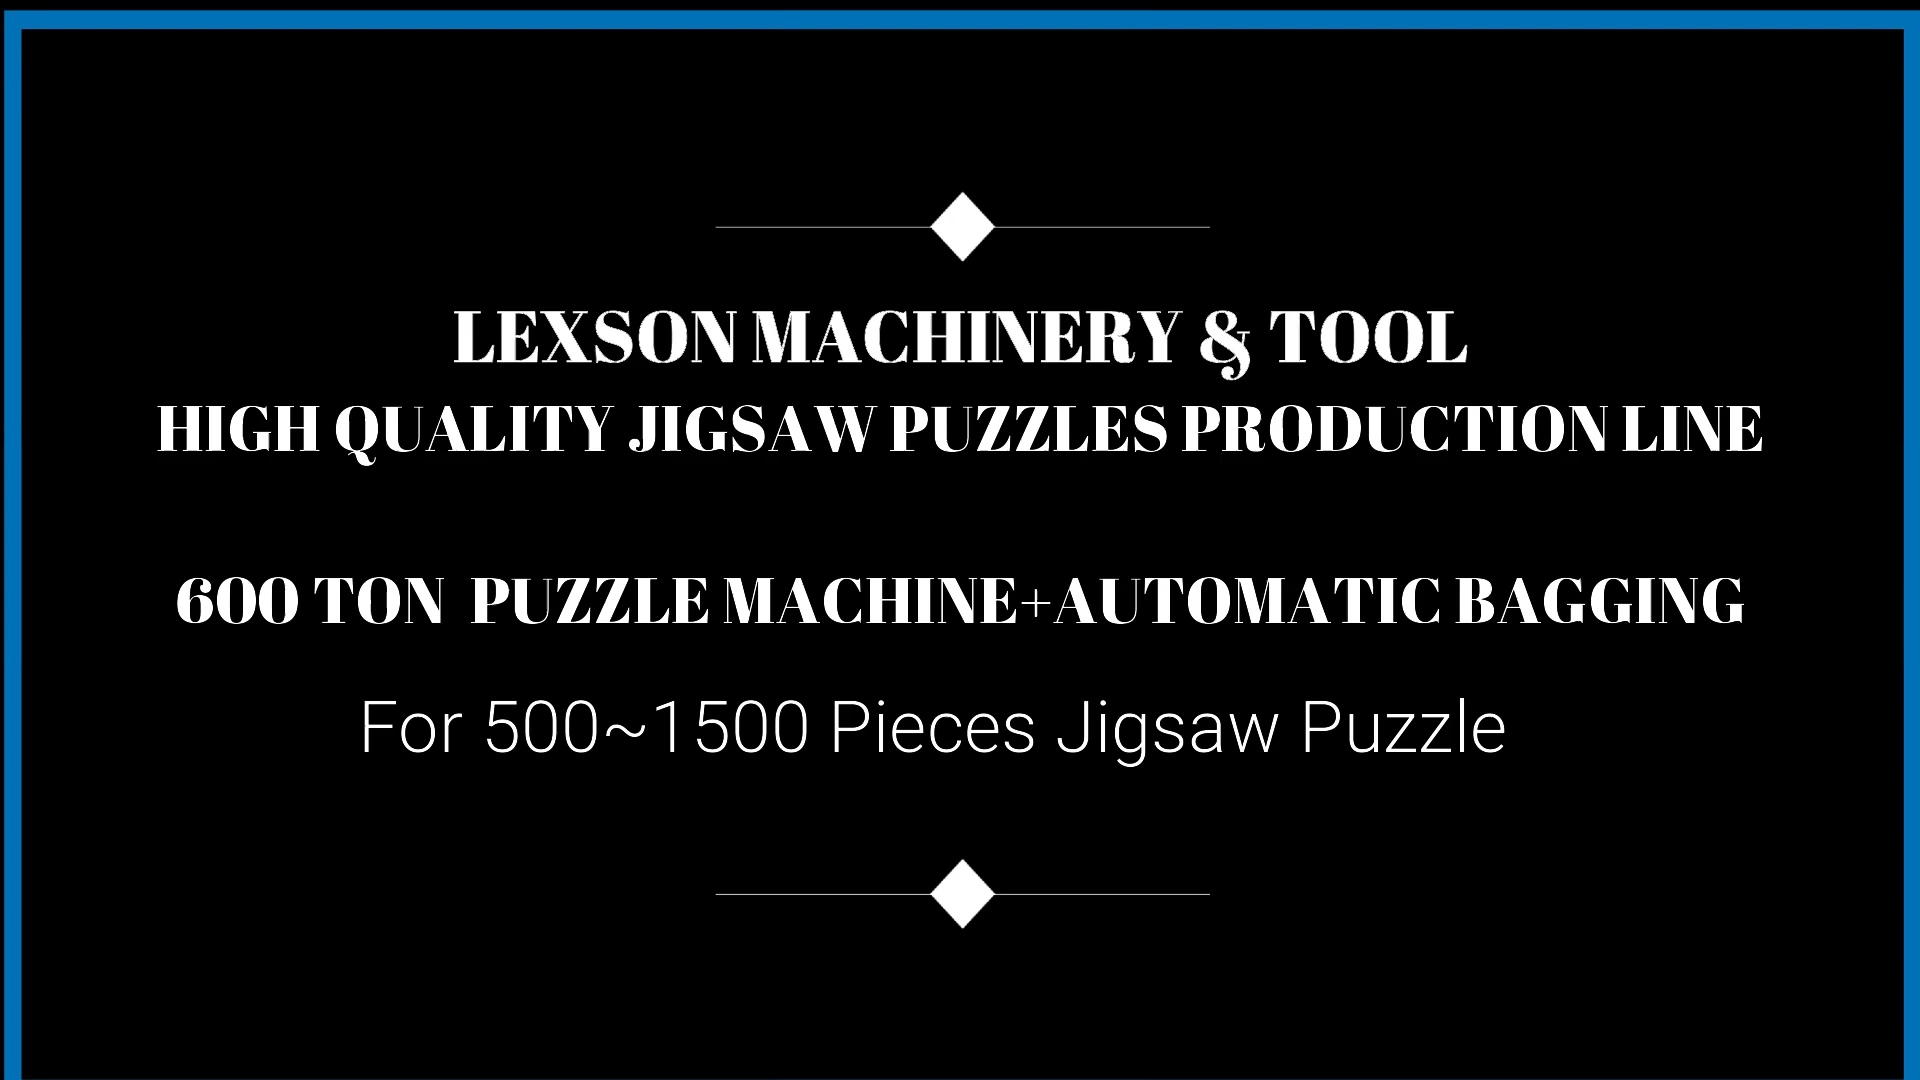 LEXSON MACHINERY & TOOL
HIGH QUALITY JIGSAW PUZZLES PRODUCTION LINE
600 TON PUZZLE MACHINE+AUTOMATIC BAGGING
For 500~1500 Pieces Jigsaw Puzzle